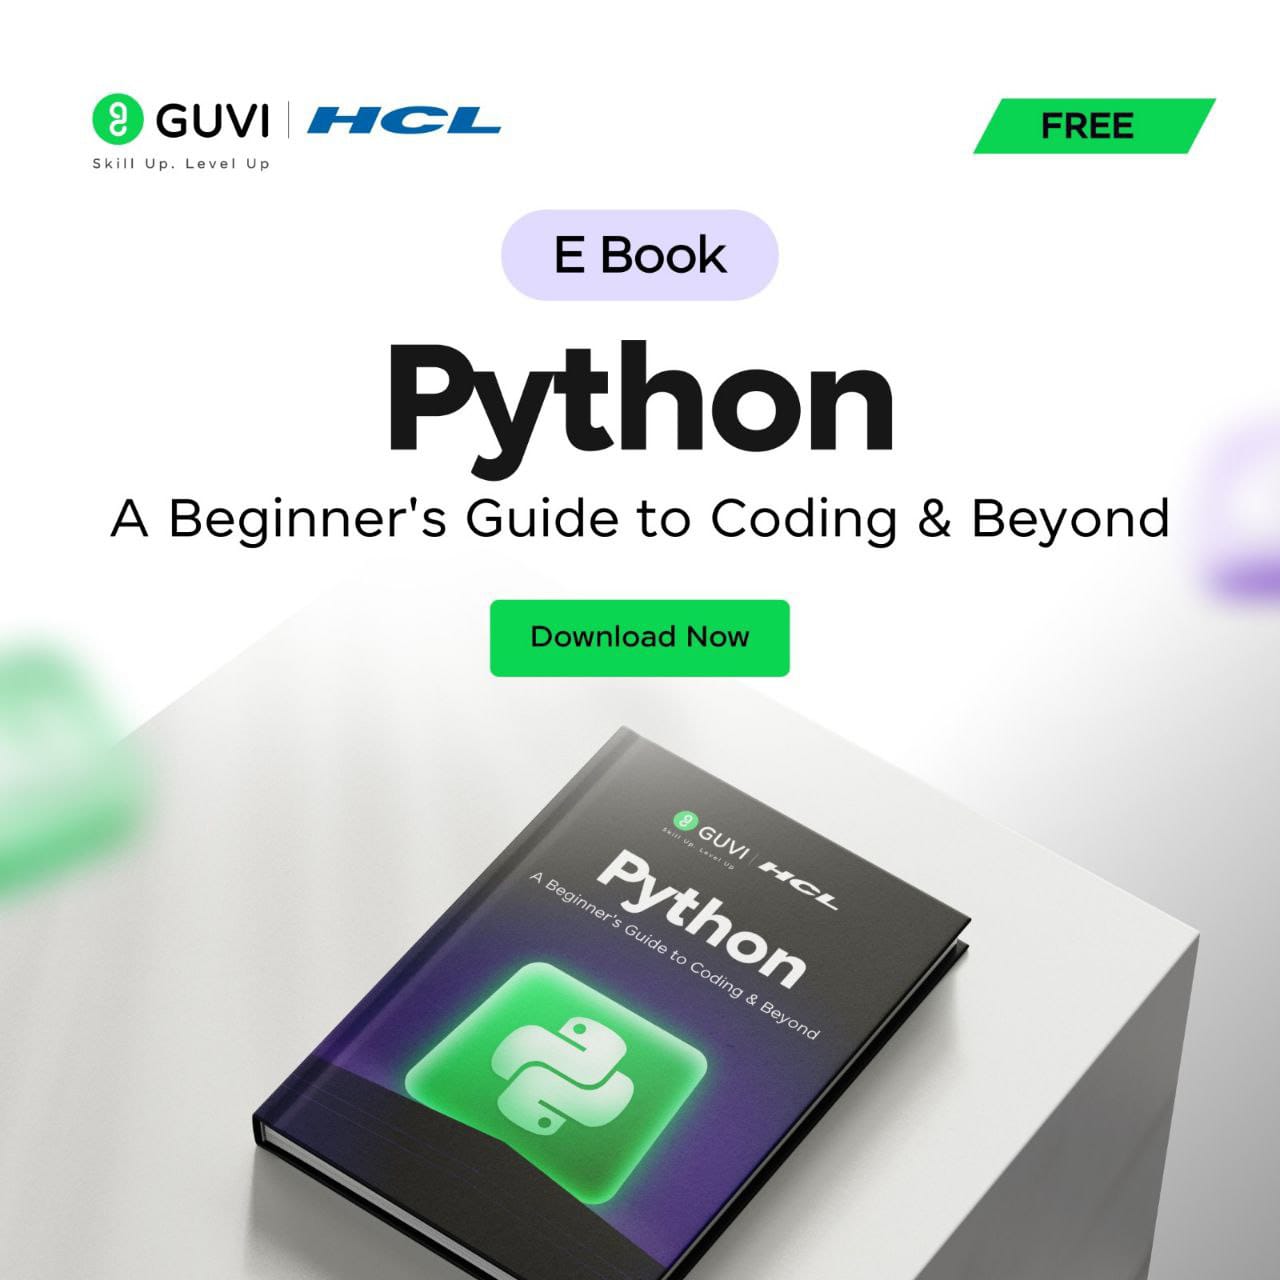 GUVI | HCL
Skill Up. Level Up
FREE
E Book
Python
A Beginner's Guide to Coding & Beyond
Download Now
GUVI | HCL
Skill Up. Level Up
Python
A Beginner's Guide to Coding & Beyond